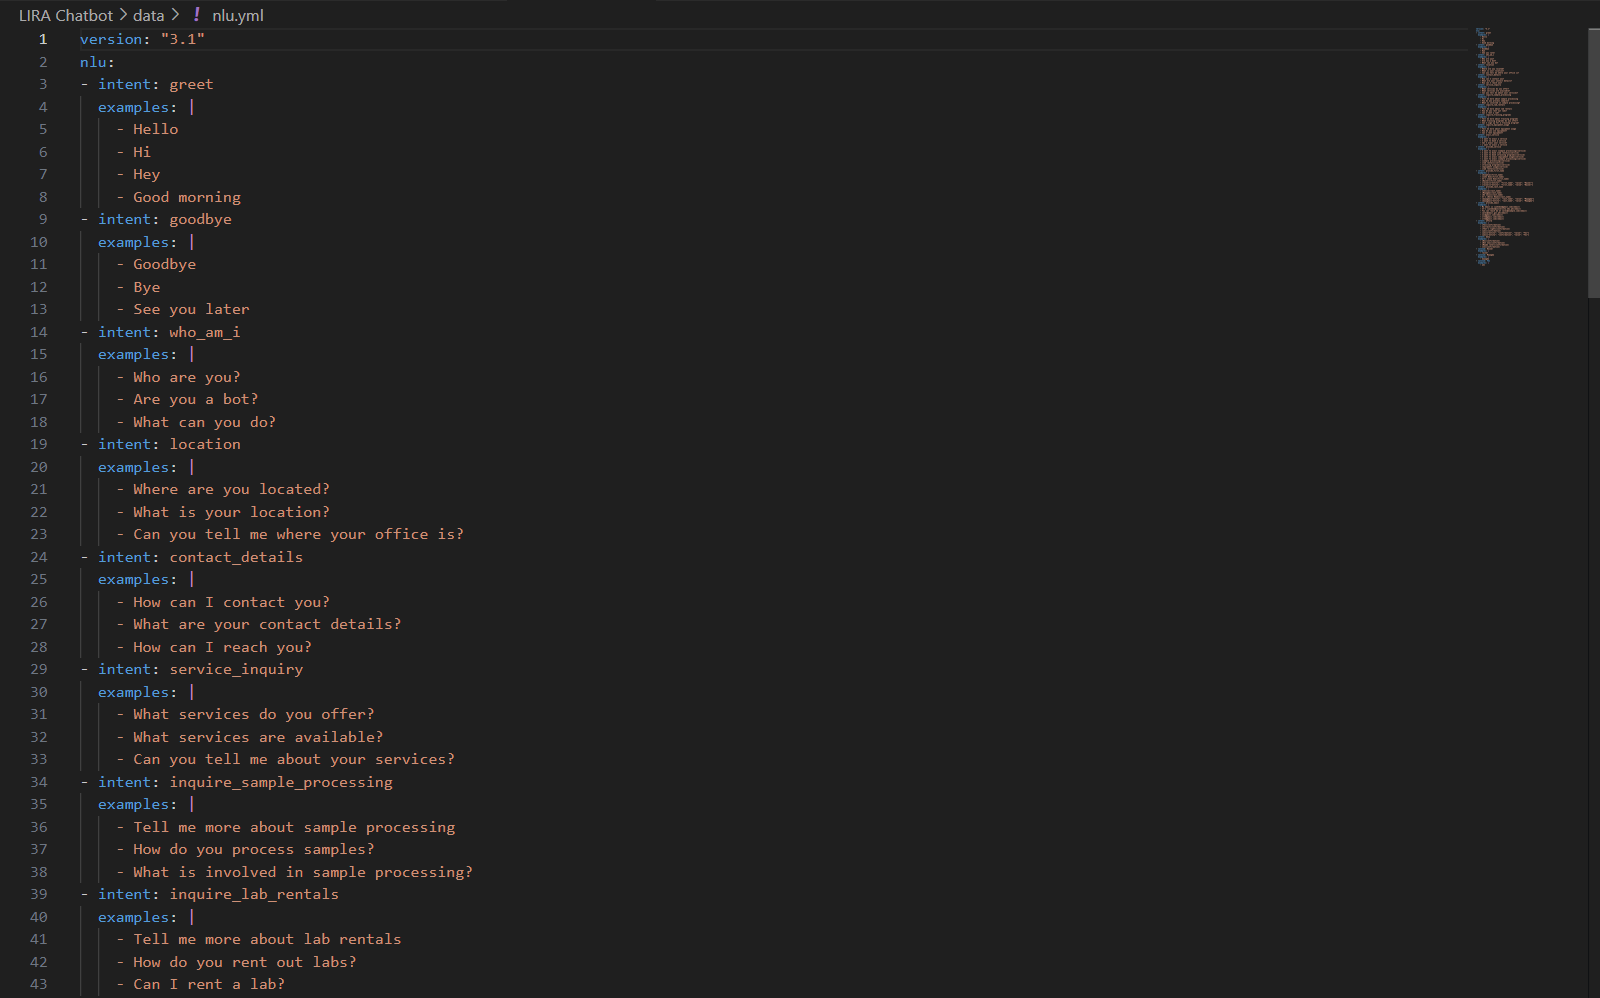 LIRA Chatbot > data > ! nlu.yml
1 version: "3.1"
2 nlu:
3 - intent: greet
4 examples: |
5 - Hello
6 - Hi
7 - Hey
8 - Good morning
9 - intent: goodbye
10 examples: |
11 - Goodbye
12 - Bye
13 - See you later
14 - intent: who_am_i
15 examples: |
16 - Who are you?
17 - Are you a bot?
18 - What can you do?
19 - intent: location
20 examples: |
21 - Where are you located?
22 - What is your location?
23 - Can you tell me where your office is?
24 - intent: contact_details
25 examples: |
26 - How can I contact you?
27 - What are your contact details?
28 - How can I reach you?
29 - intent: service_inquiry
30 examples: |
31 - What services do you offer?
32 - What services are available?
33 - Can you tell me about your services?
34 - intent: inquire_sample_processing
35 examples: |
36 - Tell me more about sample processing
37 - How do you process samples?
38 - What is involved in sample processing?
39 - intent: inquire_lab_rentals
40 examples: |
41 - Tell me more about lab rentals
42 - How do you rent out labs?
43 - Can I rent a lab?